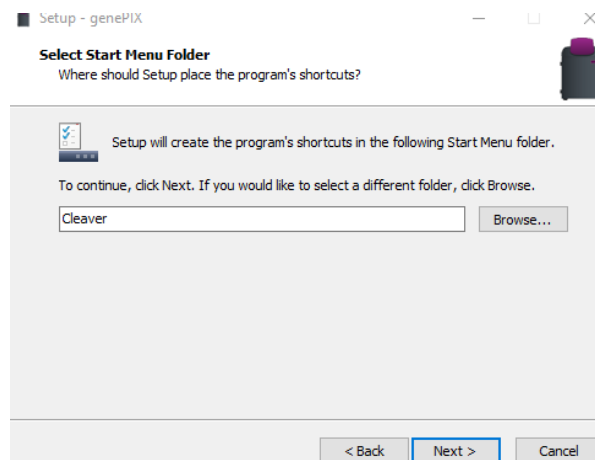 Setup - genePIX
Select Start Menu Folder
Where should Setup place the program's shortcuts?
Setup will create the program's shortcuts in the following Start Menu folder.
To continue, click Next. If you would like to select a different folder, click Browse.
Cleaver
Browse...
< Back
Next >
Cancel